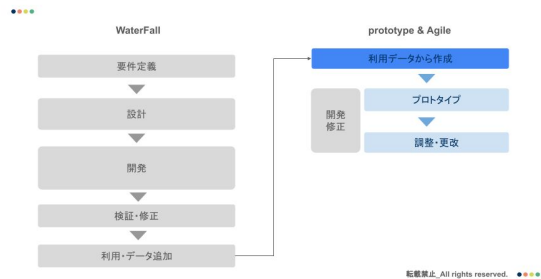 WaterFall
要件定義
設計
開発
検証・修正
利用・データ追加
prototype & Agile
利用データから作成
開発
修正
プロトタイプ
調整・更改
転載禁止_All rights reserved.